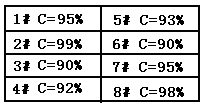 1# C=95% 5# C=93%
2# C=99% 6# C=90%
3# C=90% 7# C=95%
4# C=92% 8# C=98%